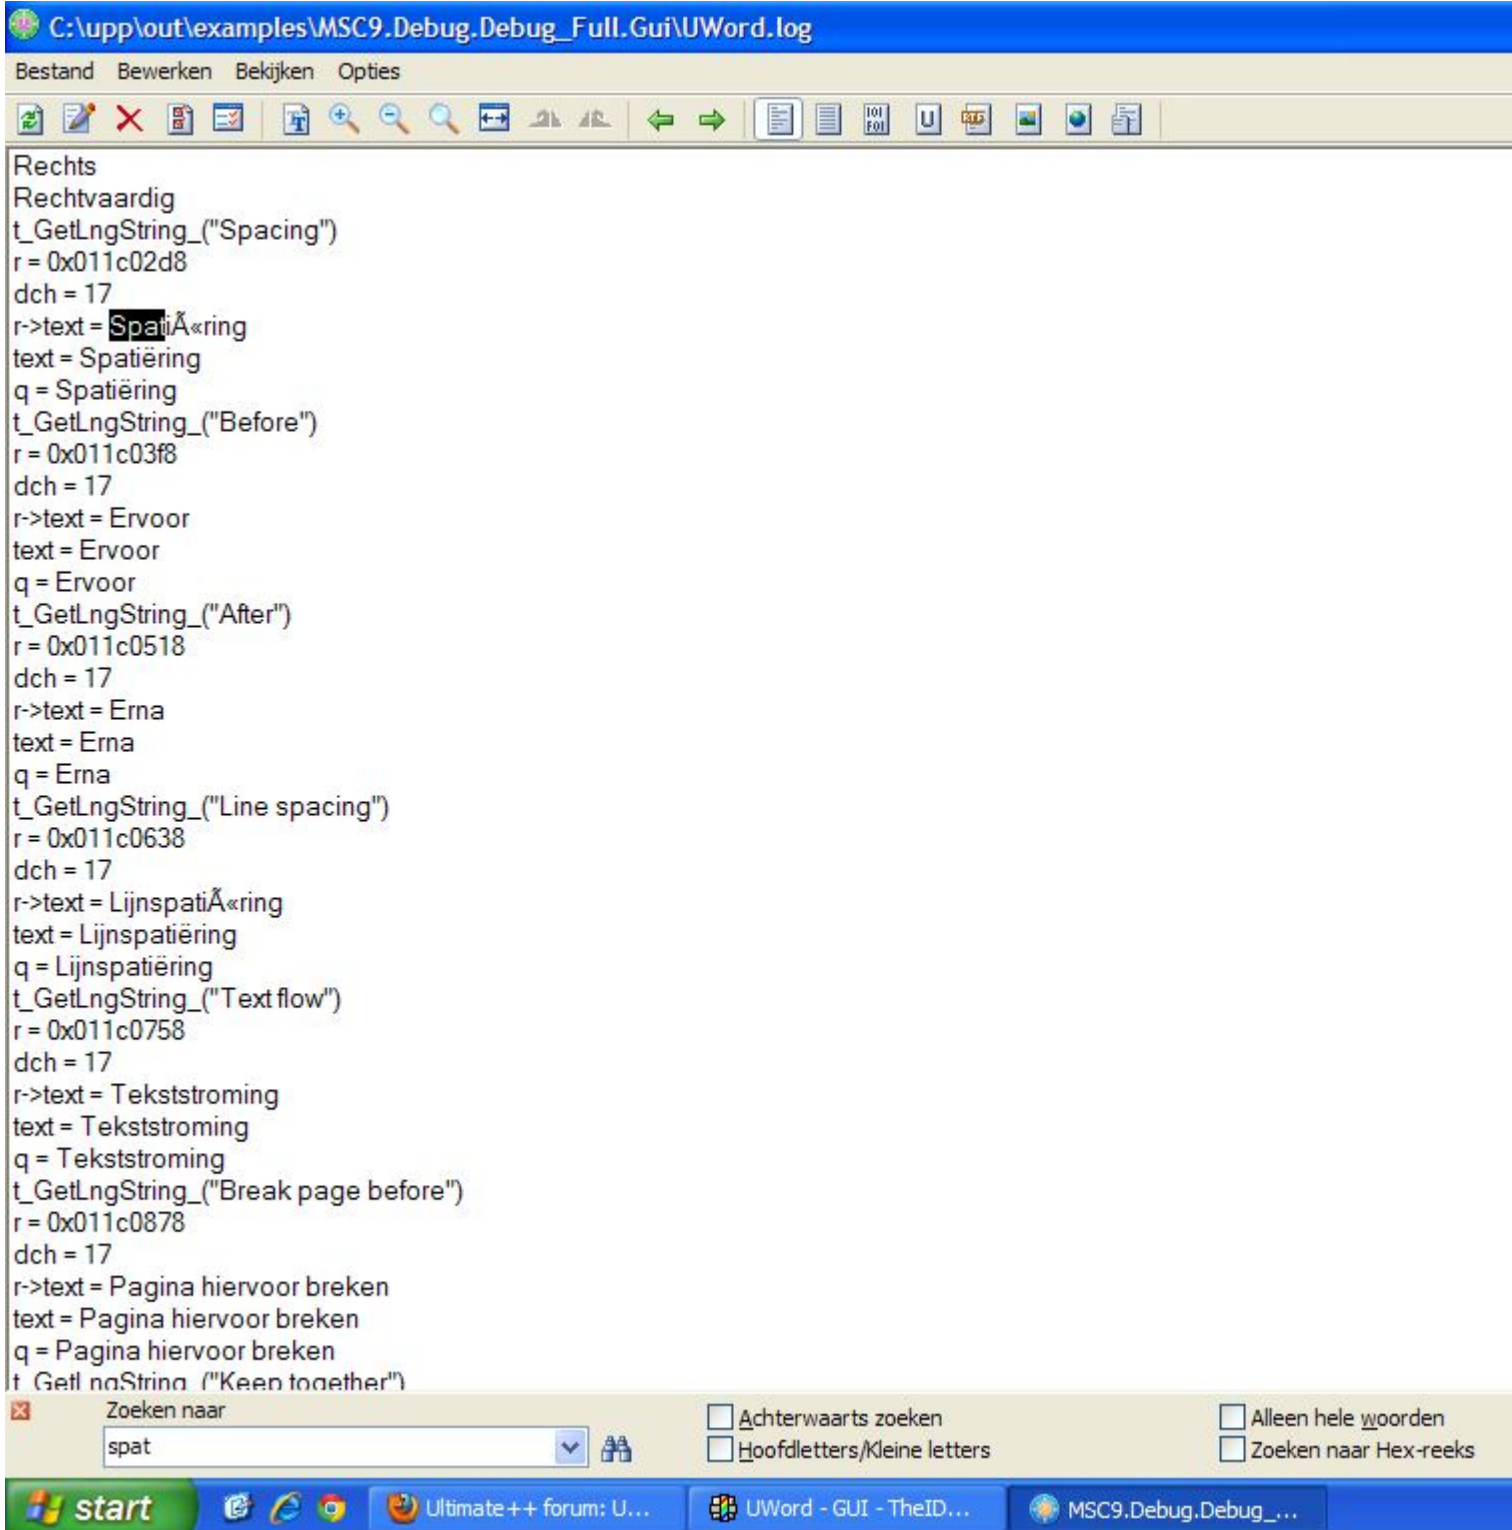 C:\upp\out\examples\MSC9.Debug.Debug_Full.Gui\UWord.log
Bestand Bewerken Bekijken Opties
Rechts
Rechtvaardig
t_GetLngString_("Spacing")
r = 0x011c02d8
dch = 17
r->text = SpatiÃ«ring
text = Spatiëring
q = Spatiëring
t_GetLngString_("Before")
r = 0x011c03f8
dch = 17
r->text = Ervoor
text = Ervoor
q = Ervoor
t_GetLngString_("After")
r = 0x011c0518
dch = 17
r->text = Erna
text = Erna
q = Erna
t_GetLngString_("Line spacing")
r = 0x011c0638
dch = 17
r->text = LijnspatiÃ«ring
text = Lijnspatiëring
q = Lijnspatiëring
t_GetLngString_("Text flow")
r = 0x011c0758
dch = 17
r->text = Tekststroming
text = Tekststroming
q = Tekststroming
t_GetLngString_("Break page before")
r = 0x011c0878
dch = 17
r->text = Pagina hiervoor breken
text = Pagina hiervoor breken
q = Pagina hiervoor breken
t_GetLngString_("Keep together")
Zoeken naar
spat
Achterwaarts zoeken
Hoofdletters/Kleine letters
Alleen hele woorden
Zoeken naar Hex-reeks
start Ultimate++ forum: U... UWord - GUI - TheID... MSC9.Debug.Debug_...